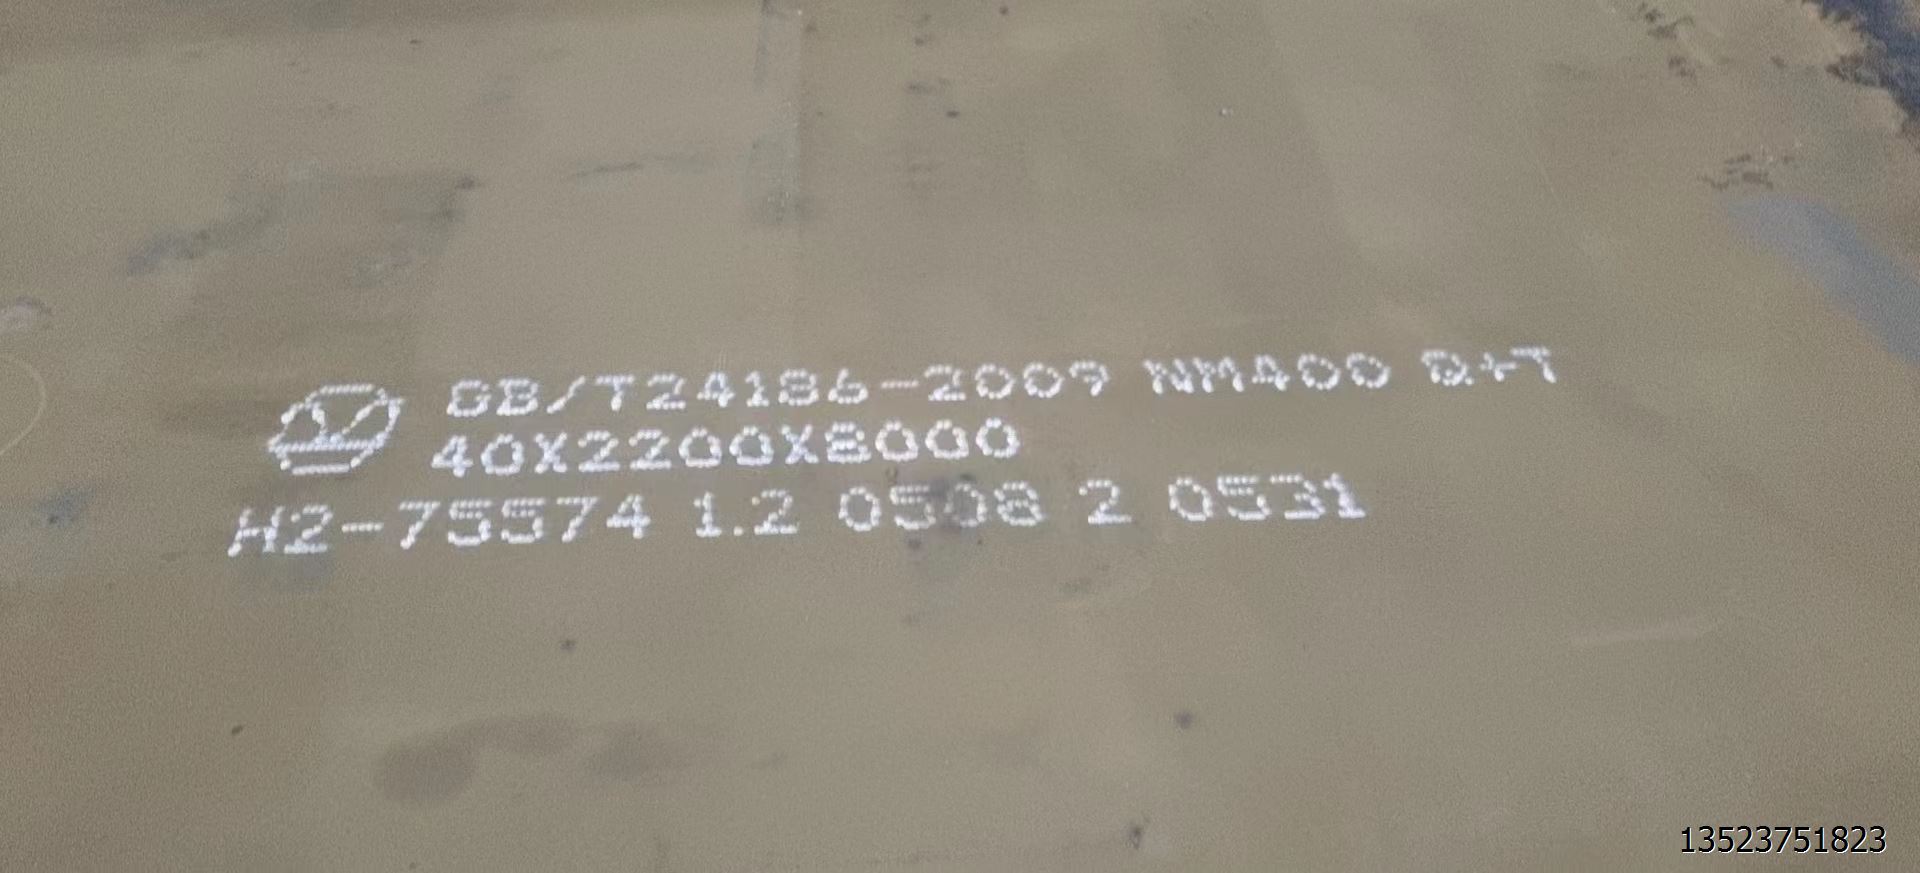 GB/T24186-2009 NM400 Q+T
40X2200X8000
H2-75574 1.2 0508 2 0531
13523751823